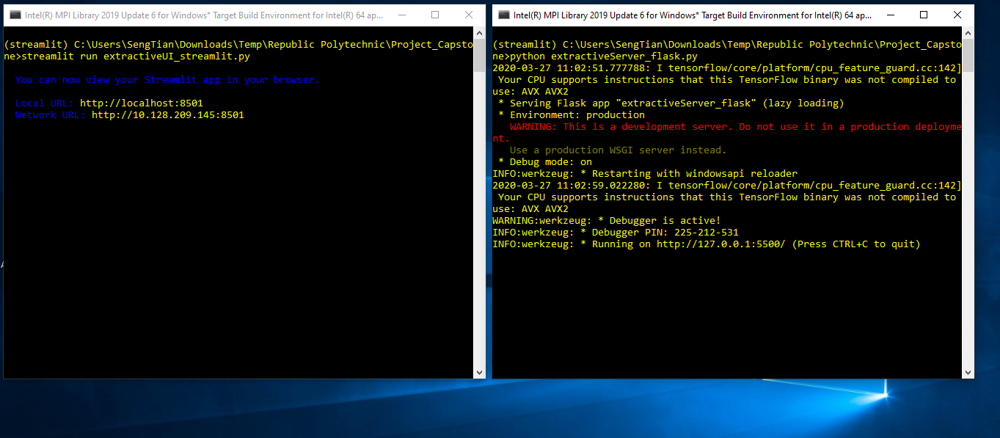 Intel(R) MPI Library 2019 Update 6 for Windows* Target Build Environment for Intel(R) 64 ap...
(streamlit) C:\Users\SengTian\Downloads\Temp\Republic Polytechnic\Project_Capsto
ne>streamlit run extractiveUI_streamlit.py
You can now view your Streamlit app in your browser.
Local URL: http://localhost:8501
Network URL: http://10.128.209.145:8501
Intel(R) MPI Library 2019 Update 6 for Windows* Target Build Environment for Intel(R) 64 ap...
(streamlit) C:\Users\SengTian\Downloads\Temp\Republic Polytechnic\Project_Capsto
ne>python extractiveServer_flask.py
2020-03-27 11:02:51.777788: I tensorflow/core/platform/cpu_feature_guard.cc:142]
Your CPU supports instructions that this TensorFlow binary was not compiled to
use: AVX AVX2
* Serving Flask app "extractiveServer_flask" (lazy loading)
* Environment: production
WARNING: This is a development server. Do not use it in a production deployme
nt.
Use a production WSGI server instead.
* Debug mode: on
INFO:werkzeug: * Restarting with windowsapi reloader
2020-03-27 11:02:59.022280: I tensorflow/core/platform/cpu_feature_guard.cc:142]
Your CPU supports instructions that this TensorFlow binary was not compiled to
use: AVX AVX2
WARNING:werkzeug: * Debugger is active!
INFO:werkzeug: * Debugger PIN: 225-212-531
INFO:werkzeug: * Running on http://127.0.0.1:5500/ (Press CTRL+C to quit)